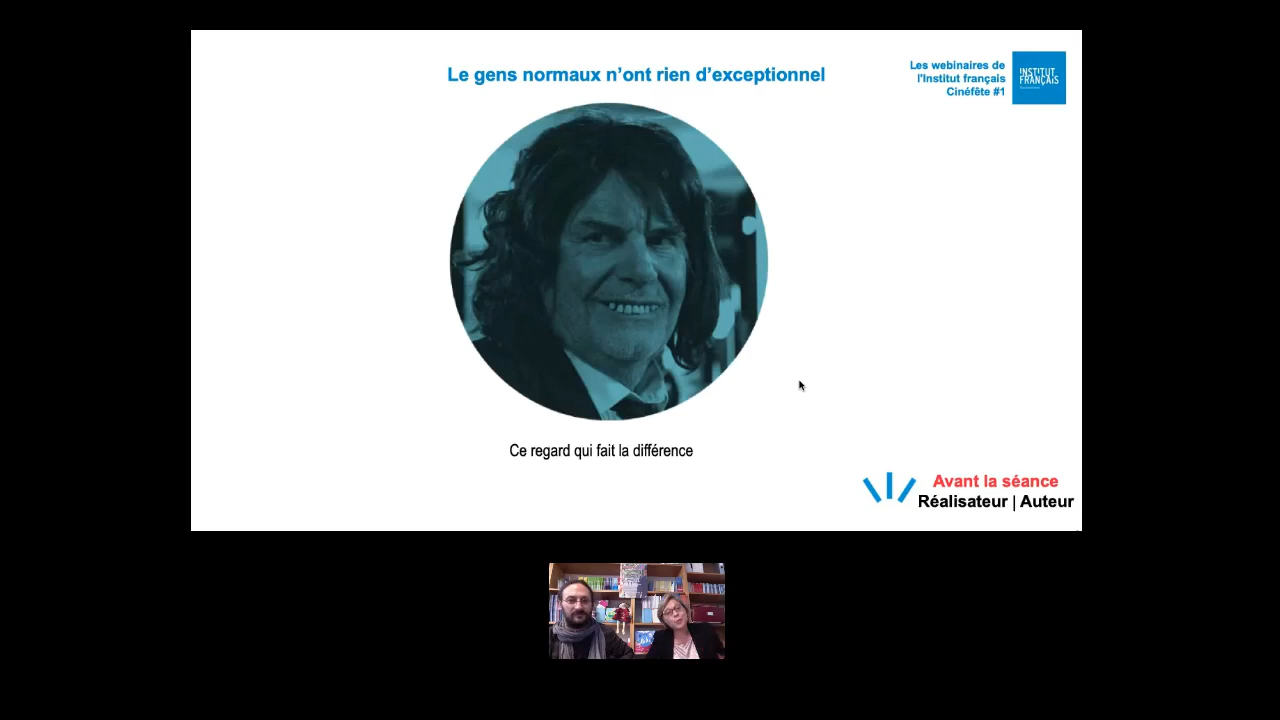 Le gens normaux n'ont rien d'exceptionnel
Les webinaires de
l'Institut français
Cinéfête #1
INSTITUT
FRANÇAIS
Ce regard qui fait la différence
Avant la séance
Réalisateur | Auteur